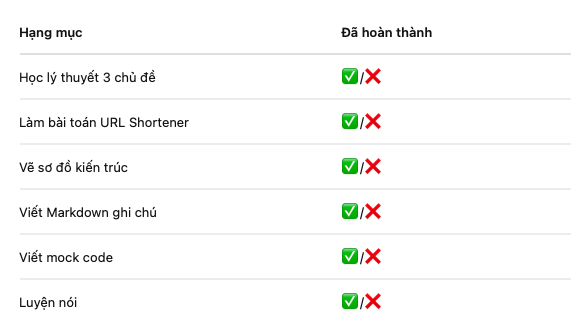 Hạng mục Đã hoàn thành
Học lý thuyết 3 chủ đề ✅/❌
Làm bài toán URL Shortener ✅/❌
Vẽ sơ đồ kiến trúc ✅/❌
Viết Markdown ghi chú ✅/❌
Viết mock code ✅/❌
Luyện nói ✅/❌